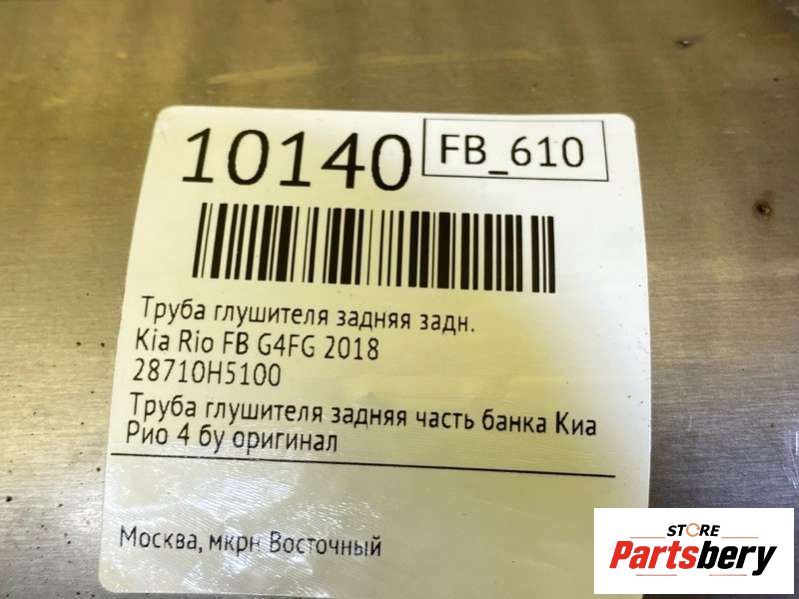 10140
FB_610
Труба глушителя задняя задн.
Kia Rio FB G4FG 2018
28710H5100
Труба глушителя задняя часть банка Киа
Рио 4 бу оригинал
Москва, мкрн Восточный
STORE
Partsbery